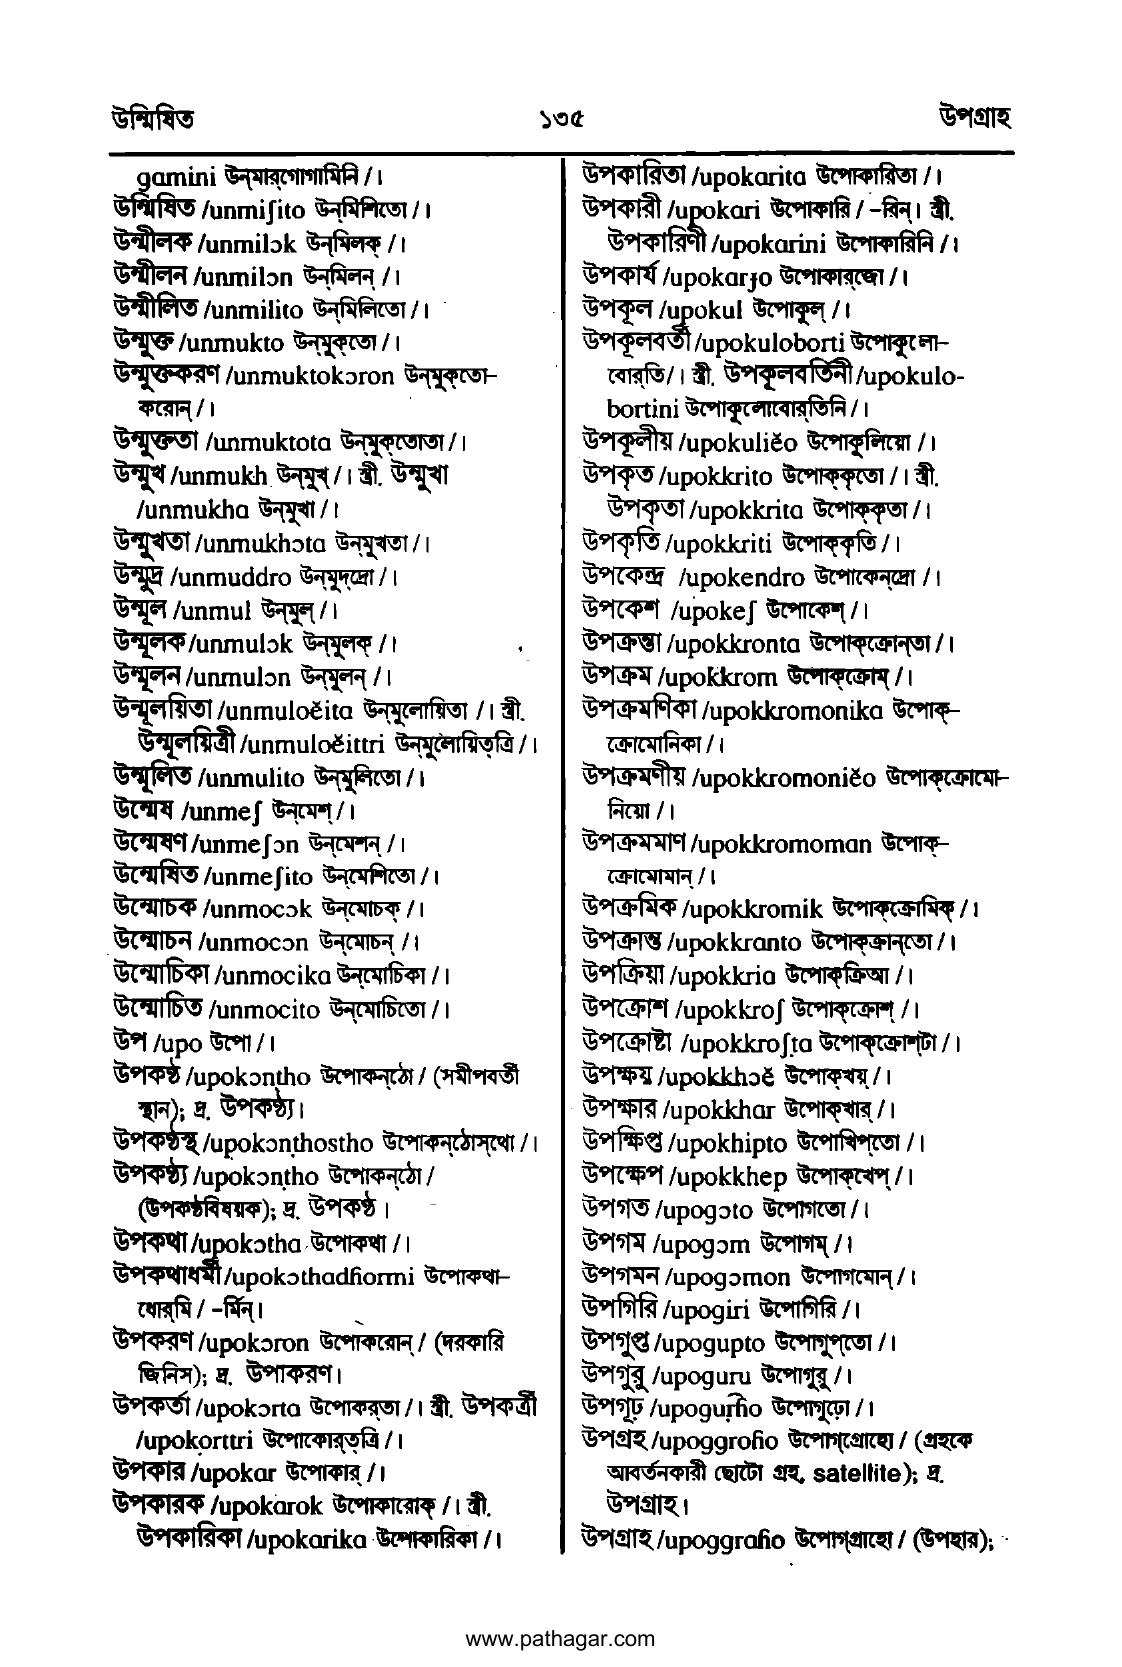 উন্মিষিত
১৩৫
উপগ্রাহ
gamini উন্‌মার্‌গোগামিনি /।
উন্মিষিত /unmiʃito উন্‌মিশিতো /।
উন্মীলক /unmilɔk উন্‌মিলক্ /।
উন্মীলন /unmilɔn উন্‌মিলন্ /।
উন্মীলিত /unmilito উন্‌মিলিতো /।
উন্মুক্ত /unmukto উন্‌মুক্‌তো /।
উন্মুক্তকরণ /unmuktokɔron উন্‌মুক্‌তো–
করোন্ /।
উন্মুক্ততা /unmuktota উন্‌মুক্‌তোতা /।
উন্মুখ /unmukh উন্‌মুখ্ /। স্ত্রী. উন্মুখা
/unmukha উন্‌মুখা /।
উন্মুখতা /unmukhɔta উন্‌মুখতা /।
উন্মুদ্র /unmuddro উন্‌মুদ্‌দ্রো /।
উন্মূল /unmul উন্‌মুল্ /।
উন্মূলক /unmulɔk উন্‌মুলক্ /।
উন্মূলন /unmulɔn উন্‌মুলন্ /।
উন্মূলয়িতা /unmuloĕita উন্‌মুলোয়িতা /। স্ত্রী.
উন্মূলয়িত্রী /unmuloĕittri উন্‌মুলোয়িত্‌ত্রি /।
উন্মূলিত /unmulito উন্‌মুলিতো /।
উন্মেষ /unmeʃ উন্‌মেশ্ /।
উন্মেষণ /unmeʃɔn উন্‌মেশন্ /।
উন্মেষিত /unmeʃito উন্‌মেশিতো /।
উন্মোচক /unmocɔk উন্‌মোচক্ /।
উন্মোচন /unmocɔn উন্‌মোচন্ /।
উন্মোচিকা /unmocika উন্‌মোচিকা /।
উন্মোচিত /unmocito উন্‌মোচিতো /।
উপ /upo উপো /।
উপকণ্ঠ /upokɔnṭho উপোকন্‌ঠো / (সমীপবর্তী
স্থান); দ্র. উপকণ্ঠ্য।
উপকণ্ঠস্থ /upokɔnṭhostho উপোকন্‌ঠোস্‌থো /।
উপকণ্ঠ্য /upokɔnṭho উপোকন্‌ঠো /
(উপকণ্ঠবিষয়ক); দ্র. উপকণ্ঠ ।
উপকথা /upokɔtha উপোকথা /।
উপকথাধর্মী /upokɔthadɦormi উপোকথা–
ধোর্‌মি / –র্মিন্।
উপকরণ /upokɔron উপোকরোন্ / (দরকারি
জিনিস); দ্র. উপাকরণ।
উপকর্তা /upokɔrta উপোকর্‌তা /। স্ত্রী. উপকর্ত্রী
/upokorttri উপোকোর্‌ত্‌ত্রি /।
উপকার /upokar উপোকার্ /।
উপকারক /upokarok উপোকারোক্ /। স্ত্রী.
উপকারিকা /upokarika উপোকারিকা /।
উপকারিতা /upokarita উপোকারিতা /।
উপকারী /upokari উপোকারি / –রিন্। স্ত্রী.
উপকারিণী /upokarini উপোকারিনি /।
উপকার্য /upokarɟo উপোকার্‌জো /।
উপকূল /upokul উপোকুল্ /।
উপকূলবর্তী /upokuloborti উপোকুলো–
বোর্‌তি/। স্ত্রী. উপকূলবর্তিনী /upokulo-
bortini উপোকুলোবোর্‌তিনি /।
উপকূলীয় /upokuliĕo উপোকুলিয়ো /।
উপকৃত /upokkrito উপোক্‌কৃতো /। স্ত্রী.
উপকৃতা /upokkrita উপোক্‌কৃতা /।
উপকৃতি /upokkriti উপোক্‌কৃতি /।
উপকেন্দ্র /upokendro উপোকেন্‌দ্রো /।
উপকেশ /upokeʃ উপোকেশ্ /।
উপক্রন্তা /upokkronta উপোক্‌ক্রোন্‌তা /।
উপক্রম /upokkrom উপোক্‌ক্রোম্ /।
উপক্রমণিকা /upokkromonika উপোক্–
ক্রোমোনিকা /।
উপক্রমণীয় /upokkromoniĕo উপোক্‌ক্রোমো–
নিয়ো /।
উপক্রমমাণ /upokkromoman উপোক্–
ক্রোমোমান্ /।
উপক্রমিক /upokkromik উপোক্‌ক্রোমিক্ /।
উপক্রান্ত /upokkranto উপোক্‌ক্রান্‌তো /।
উপক্রিয়া /upokkria উপোক্‌ক্রিআ /।
উপক্রোশ /upokkroʃ উপোক্‌ক্রোশ্ /।
উপক্রোষ্টা /upokkroʃṭa উপোক্‌ক্রোশ্‌টা /।
উপক্ষয় /upokkhɔĕ উপোক্‌খয়্ /।
উপক্ষার /upokkhar উপোক্‌খার্ /।
উপক্ষিপ্ত /upokhipto উপোখিপ্‌তো /।
উপক্ষেপ /upokkhep উপোক্‌খেপ্ /।
উপগত /upogɔto উপোগতো /।
উপগম /upogɔm উপোগম্ /।
উপগমন /upogɔmon উপোগমোন্ /।
উপগিরি /upogiri উপোগিরি /।
উপগুপ্ত /upogupto উপোগুপ্‌তো /।
উপগুরু /upoguru উপোগুরু /।
উপগূঢ় /upoguṛɦo উপোগূঢ়ো /।
উপগ্রহ /upoggroɦo উপোগ্‌গ্রোহো / (গ্রহকে
আবর্তনকারী ছোটো গ্রহ, satellite); দ্র.
উপগ্রাহ।
উপগ্রাহ /upoggraɦo উপোগ্‌গ্রাহো / (উপহার);
www.pathagar.com